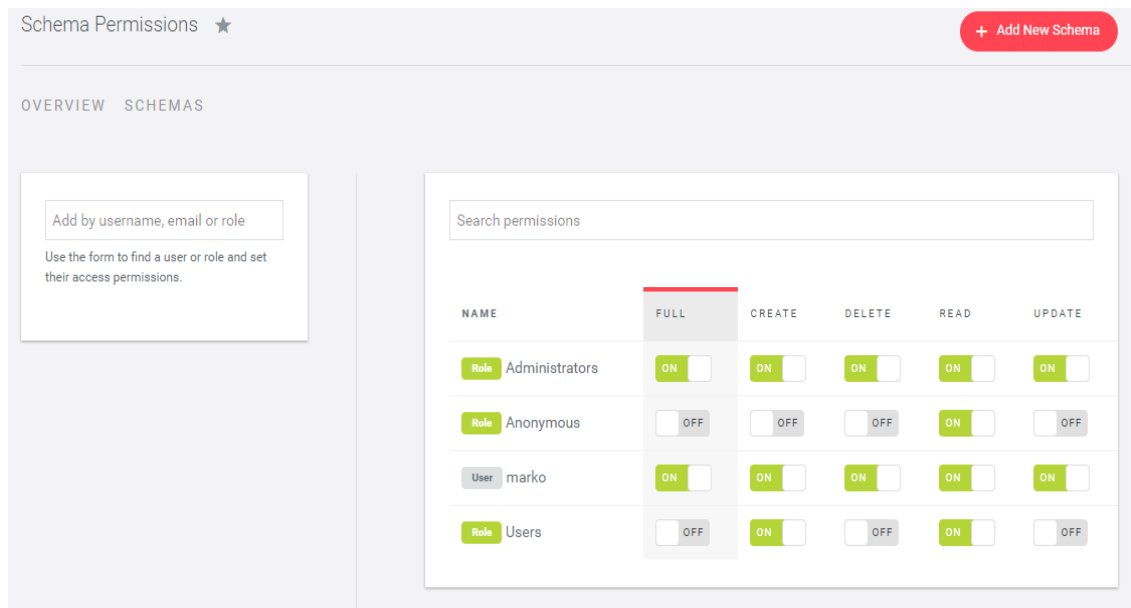 Schema Permissions
+ Add New Schema
OVERVIEW SCHEMAS
Add by username, email or role
Use the form to find a user or role and set
their access permissions.
Search permissions
NAME FULL CREATE DELETE READ UPDATE
Role Administrators ON ON ON ON ON
Role Anonymous OFF OFF OFF ON OFF
User marko ON ON ON ON ON
Role Users OFF ON OFF ON OFF